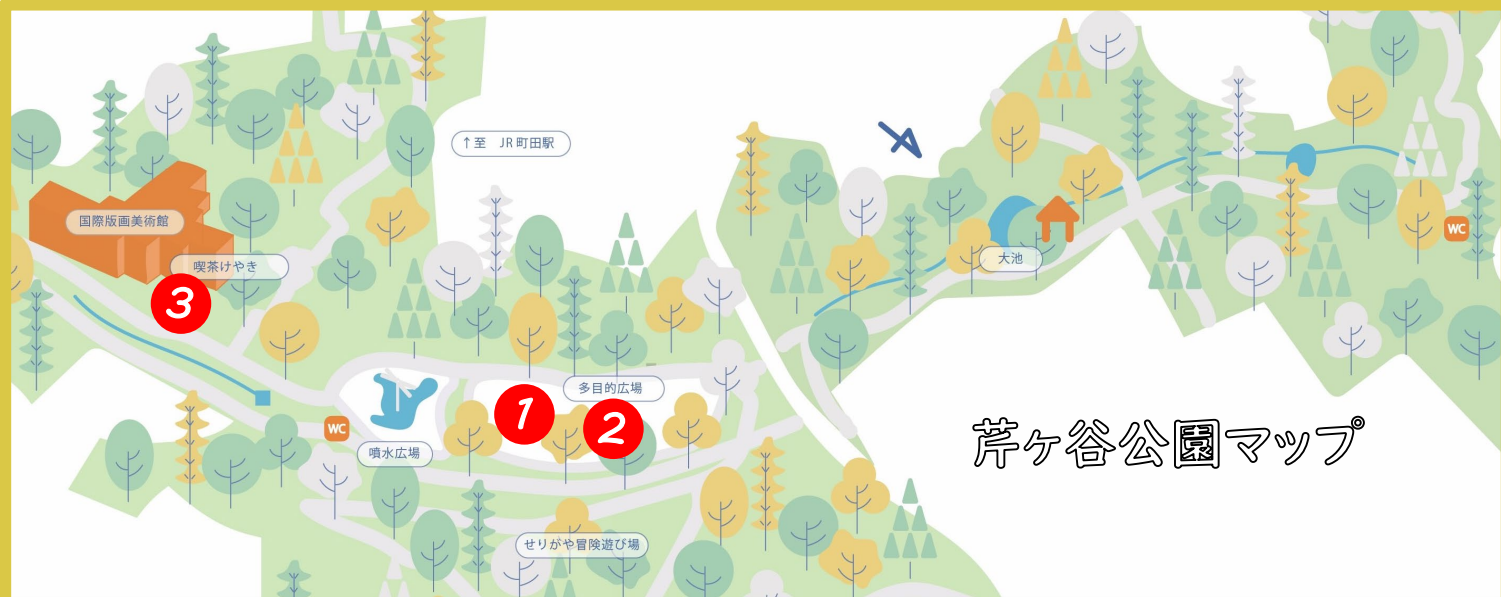 ↑至 JR町田駅
国際版画美術館
喫茶けやき
3
大池
WC
多目的広場
1
2
WC
噴水広場
芹ヶ谷公園マップ
せりがや冒険遊び場